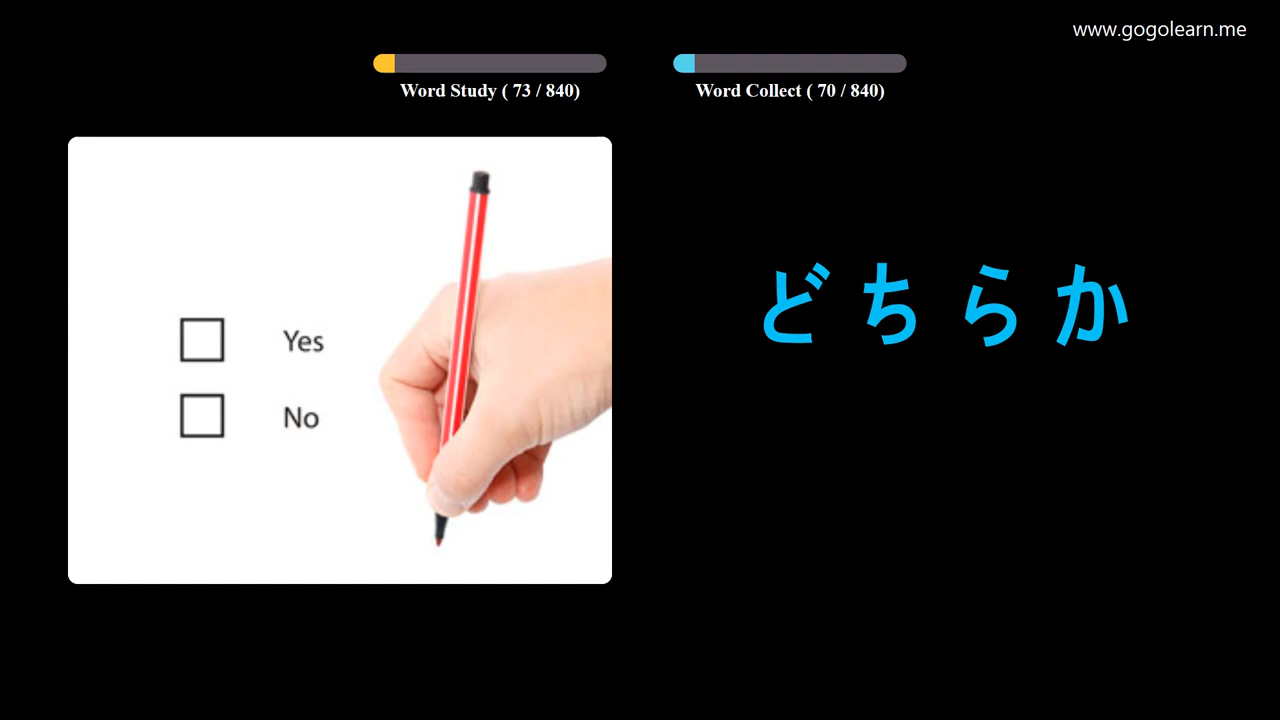 www.gogolearn.me
Word Study ( 73 / 840)
Word Collect ( 70 / 840)
Yes
No
どちらか